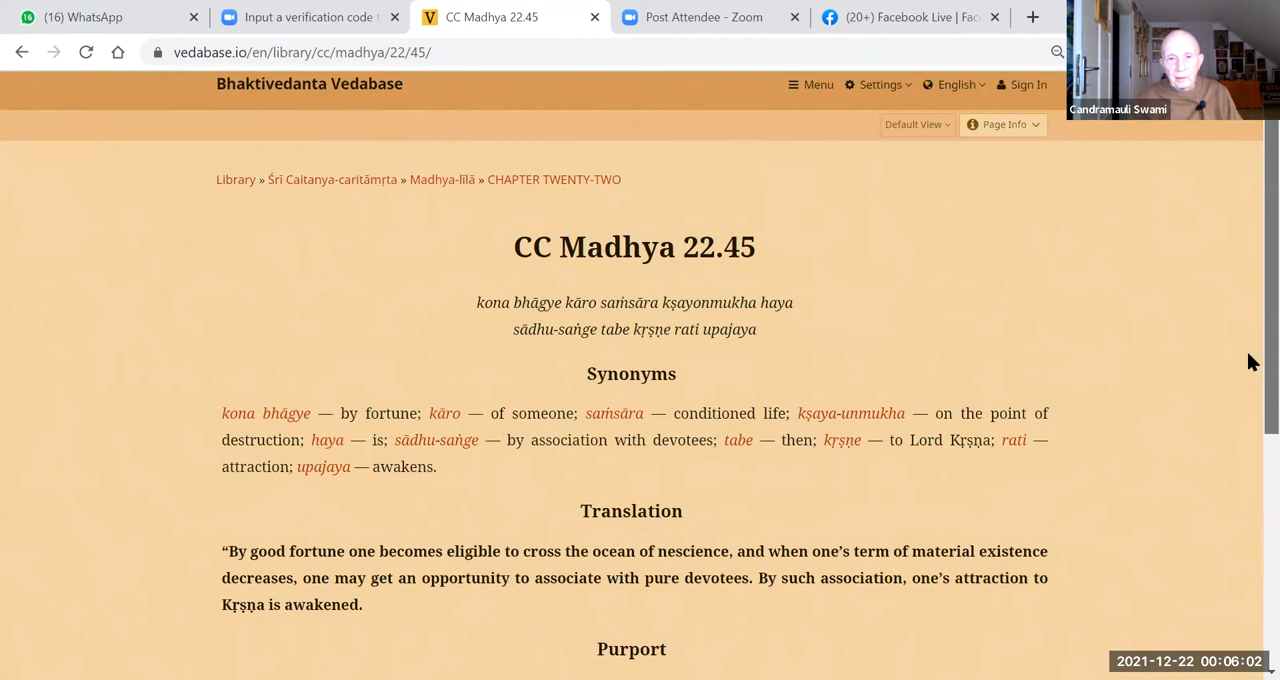 (16) WhatsApp
Input a verification code t
CC Madhya 22.45
Post Attendee - Zoom
(20+) Facebook Live | Fac
vedabase.io/en/library/cc/madhya/22/45/
Candramauli Swami
Bhaktivedanta Vedabase
Menu Settings English Sign In
Default View Page Info
Library » Śrī Caitanya-caritāmṛta » Madhya-līlā » CHAPTER TWENTY-TWO
CC Madhya 22.45
kona bhāgye kāro saṁsāra kṣayonmukha haya
sādhu-saṅge tabe kṛṣṇe rati upajaya
Synonyms
kona bhāgye — by fortune; kāro — of someone; saṁsāra — conditioned life; kṣaya-unmukha — on the point of
destruction; haya — is; sādhu-saṅge — by association with devotees; tabe — then; kṛṣṇe — to Lord Kṛṣṇa; rati —
attraction; upajaya — awakens.
Translation
“By good fortune one becomes eligible to cross the ocean of nescience, and when one’s term of material existence
decreases, one may get an opportunity to associate with pure devotees. By such association, one’s attraction to
Kṛṣṇa is awakened.
Purport
2021-12-22 00:06:02